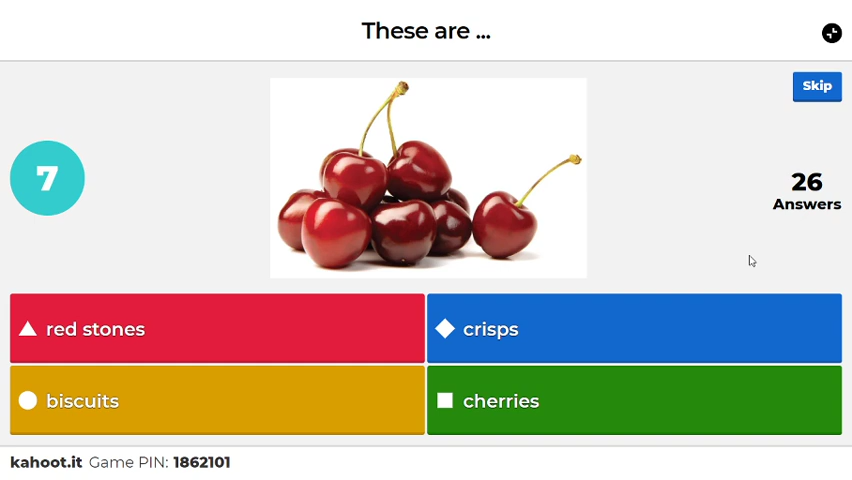 These are ...
Skip
7
26
Answers
red stones
crisps
biscuits
cherries
kahoot.it Game PIN: 1862101